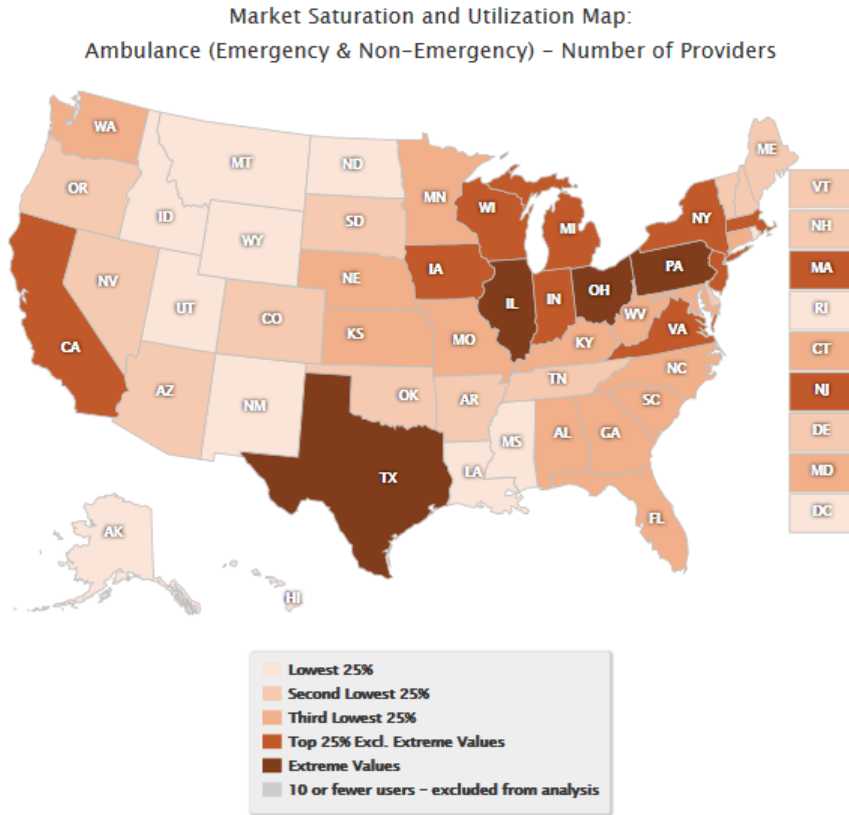 Market Saturation and Utilization Map:
Ambulance (Emergency & Non-Emergency) – Number of Providers
WA
MT
ND
MN
ME
OR
ID
WY
SD
WI
MI
NY
VT
NH
MA
RI
CT
NJ
DE
MD
DC
NV
UT
CO
NE
IA
IL
IN
OH
PA
CA
KS
MO
KY
WV
VA
AZ
NM
OK
AR
TN
NC
SC
TX
LA
MS
AL
GA
FL
AK
HI
Lowest 25%
Second Lowest 25%
Third Lowest 25%
Top 25% Excl. Extreme Values
Extreme Values
10 or fewer users – excluded from analysis